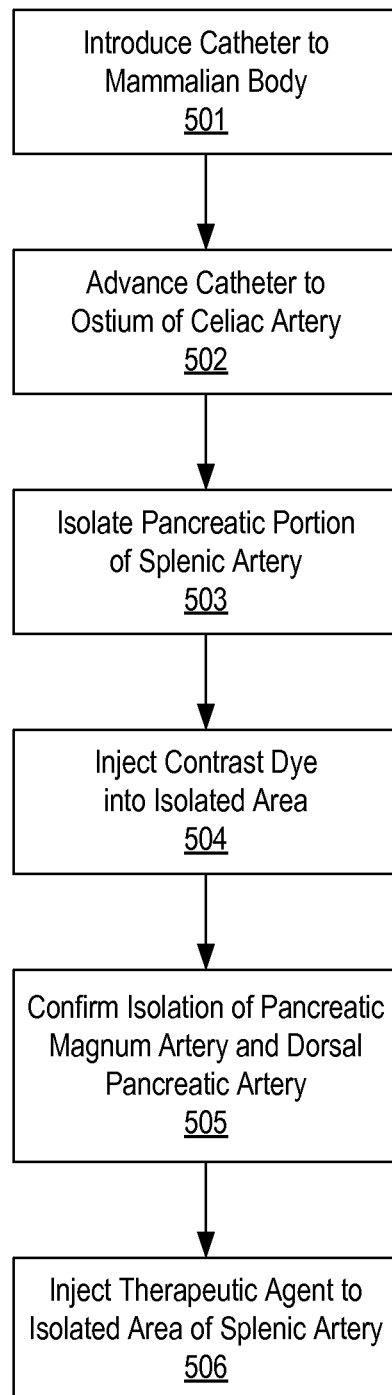 Introduce Catheter to
Mammalian Body
501
Advance Catheter to
Ostium of Celiac Artery
502
Isolate Pancreatic Portion
of Splenic Artery
503
Inject Contrast Dye
into Isolated Area
504
Confirm Isolation of Pancreatic
Magnum Artery and Dorsal
Pancreatic Artery
505
Inject Therapeutic Agent to
Isolated Area of Splenic Artery
506